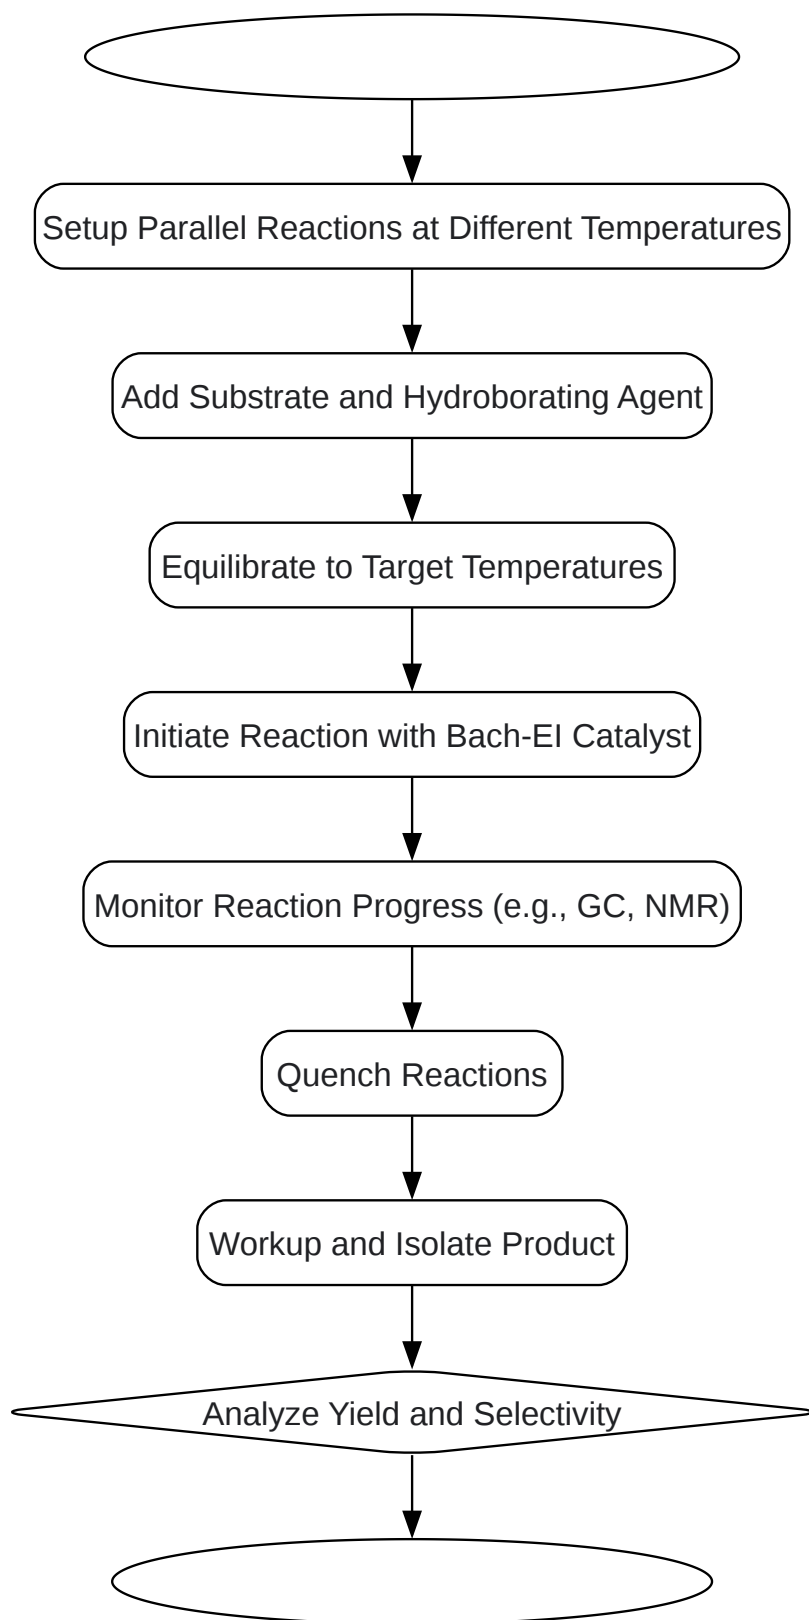 Setup Parallel Reactions at Different Temperatures
Add Substrate and Hydroborating Agent
Equilibrate to Target Temperatures
Initiate Reaction with Bach-EI Catalyst
Monitor Reaction Progress (e.g., GC, NMR)
Quench Reactions
Workup and Isolate Product
Analyze Yield and Selectivity